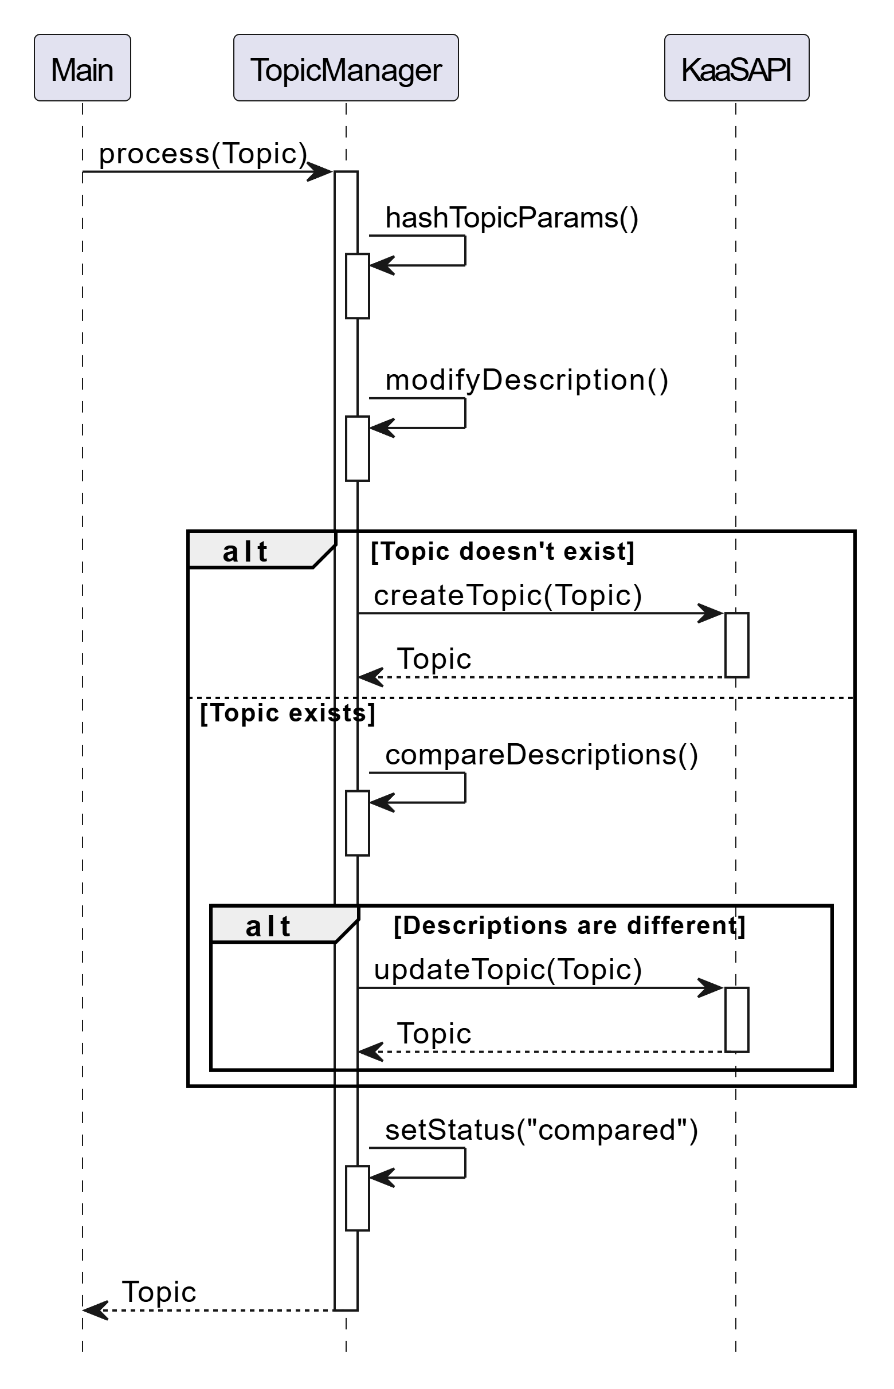 Main
TopicManager
KaaSAPI
process(Topic)
hashTopicParams()
modifyDescription()
alt
[Topic doesn't exist]
createTopic(Topic)
Topic
[Topic exists]
compareDescriptions()
alt
[Descriptions are different]
updateTopic(Topic)
Topic
setStatus("compared")
Topic